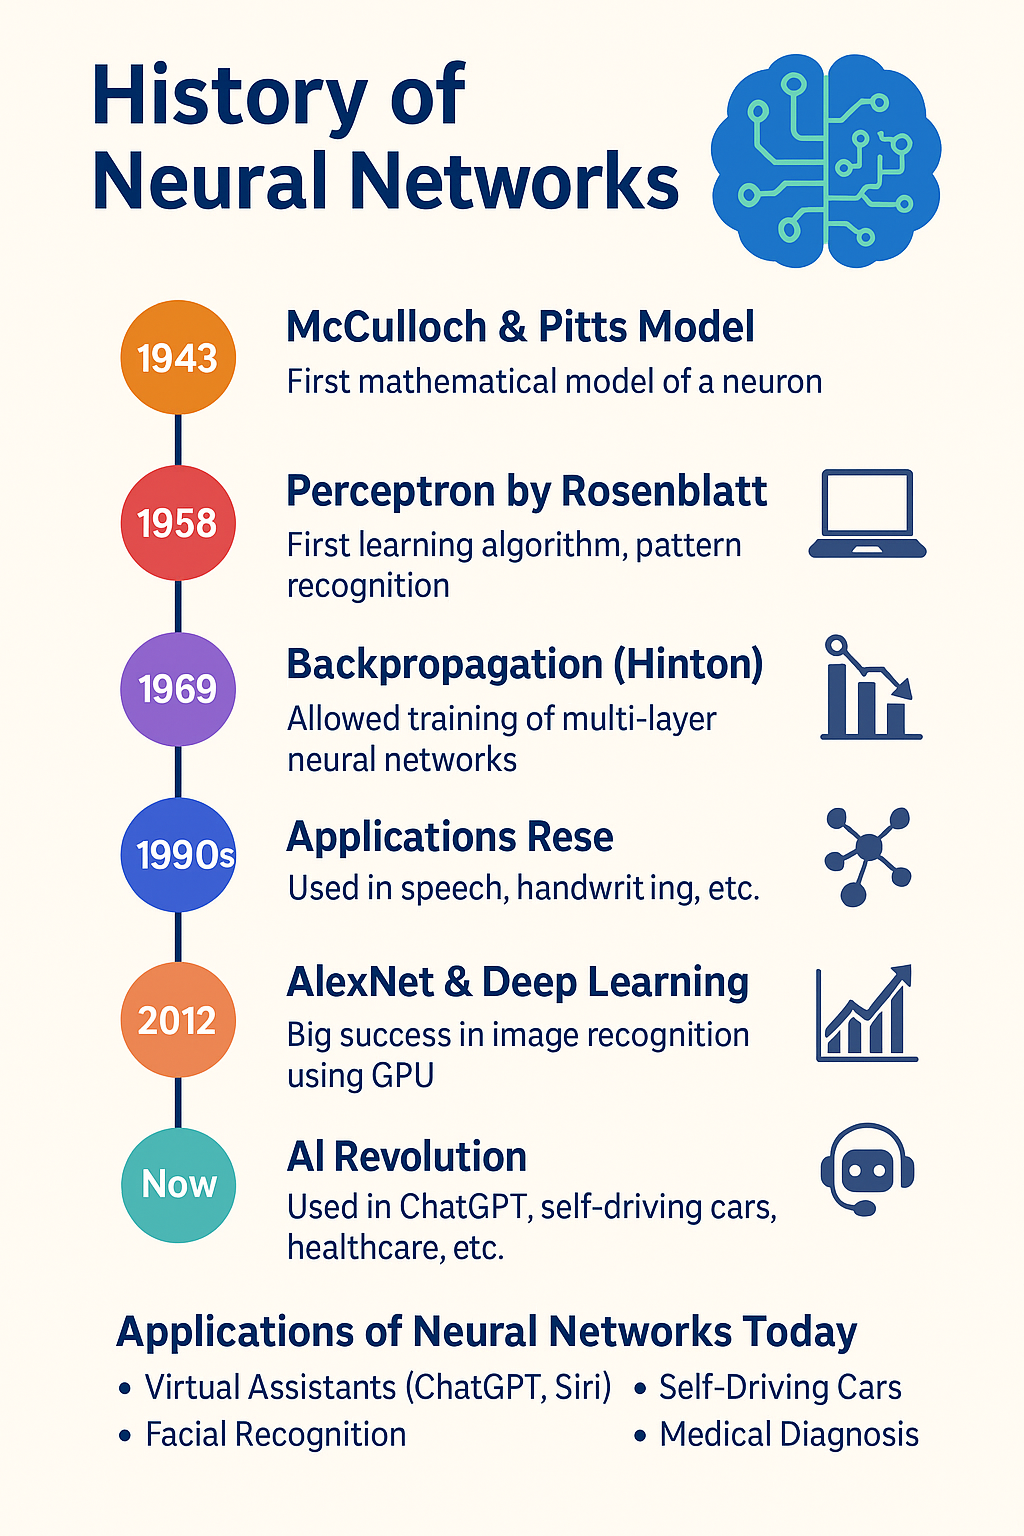 History of
Neural Networks
1943
McCulloch & Pitts Model
First mathematical model of a neuron
1958
Perceptron by Rosenblatt
First learning algorithm, pattern
recognition
1969
Backpropagation (Hinton)
Allowed training of multi-layer
neural networks
1990s
Applications Rese
Used in speech, handwriting, etc.
2012
AlexNet & Deep Learning
Big success in image recognition
using GPU
Now
AI Revolution
Used in ChatGPT, self-driving cars,
healthcare, etc.
Applications of Neural Networks Today
• Virtual Assistants (ChatGPT, Siri)
• Facial Recognition
• Self-Driving Cars
• Medical Diagnosis